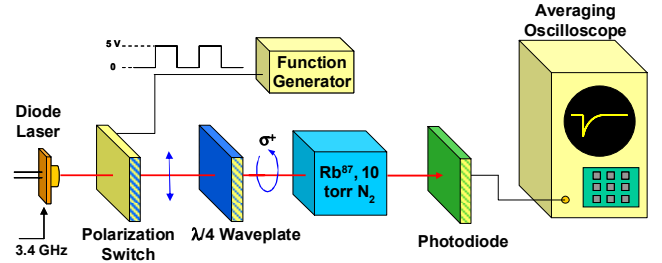 Averaging
Oscilloscope
5 V
0
Function
Generator
Diode
Laser
σ+
Rb87, 10
torr N2
3.4 GHz
Polarization
Switch
λ/4 Waveplate
Photodiode